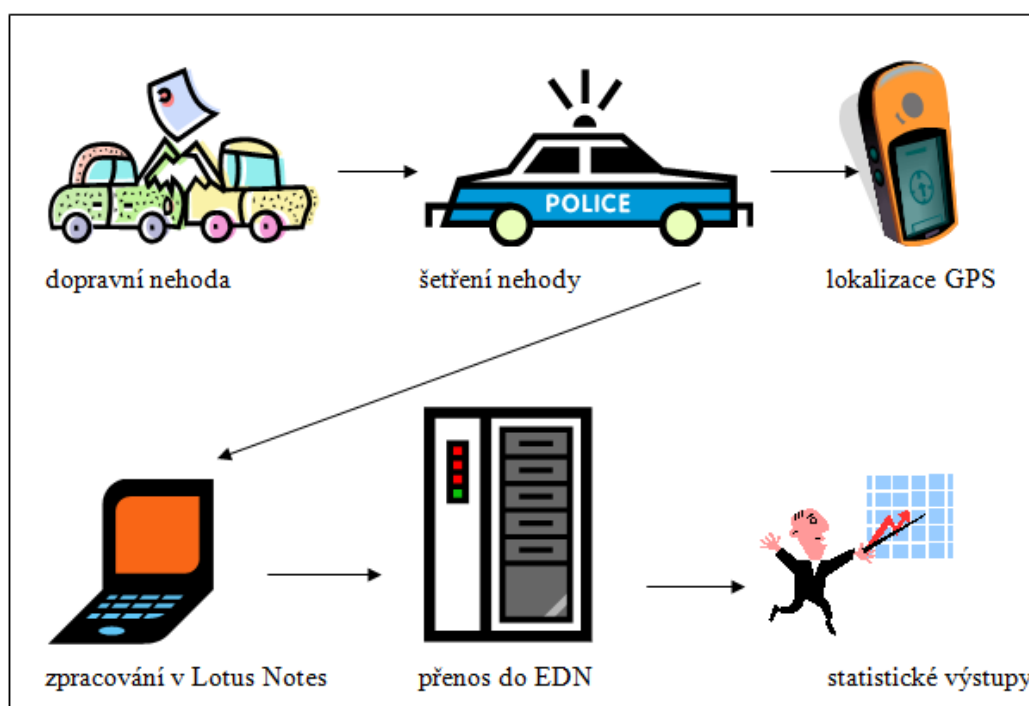 POLICE
dopravní nehoda
šetření nehody
lokalizace GPS
zpracování v Lotus Notes
přenos do EDN
statistické výstupy